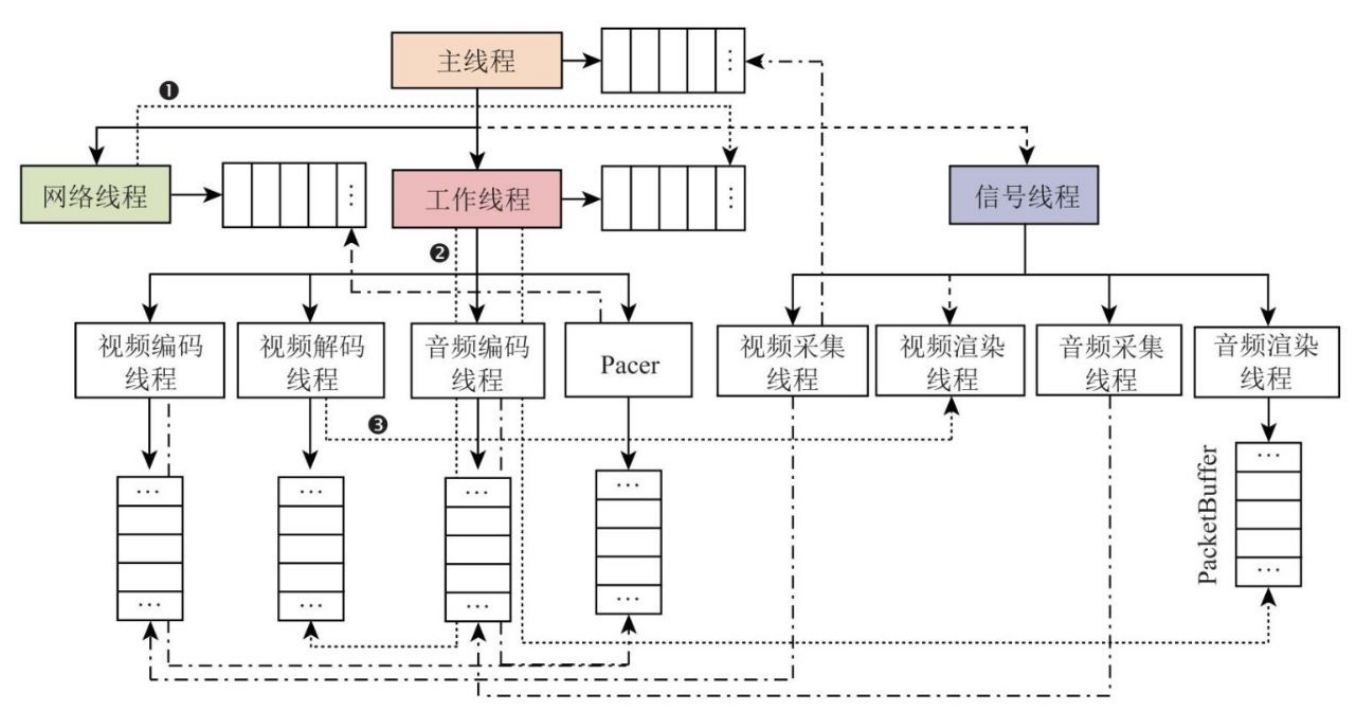 主线程
⋮
❶
网络线程
⋮
工作线程
⋮
信号线程
❷
视频编码
线程
视频解码
线程
音频编码
线程
Pacer
视频采集
线程
视频渲染
线程
音频采集
线程
音频渲染
线程
❸
…
…
…
…
…
…
…
…
PacketBuffer
…
…